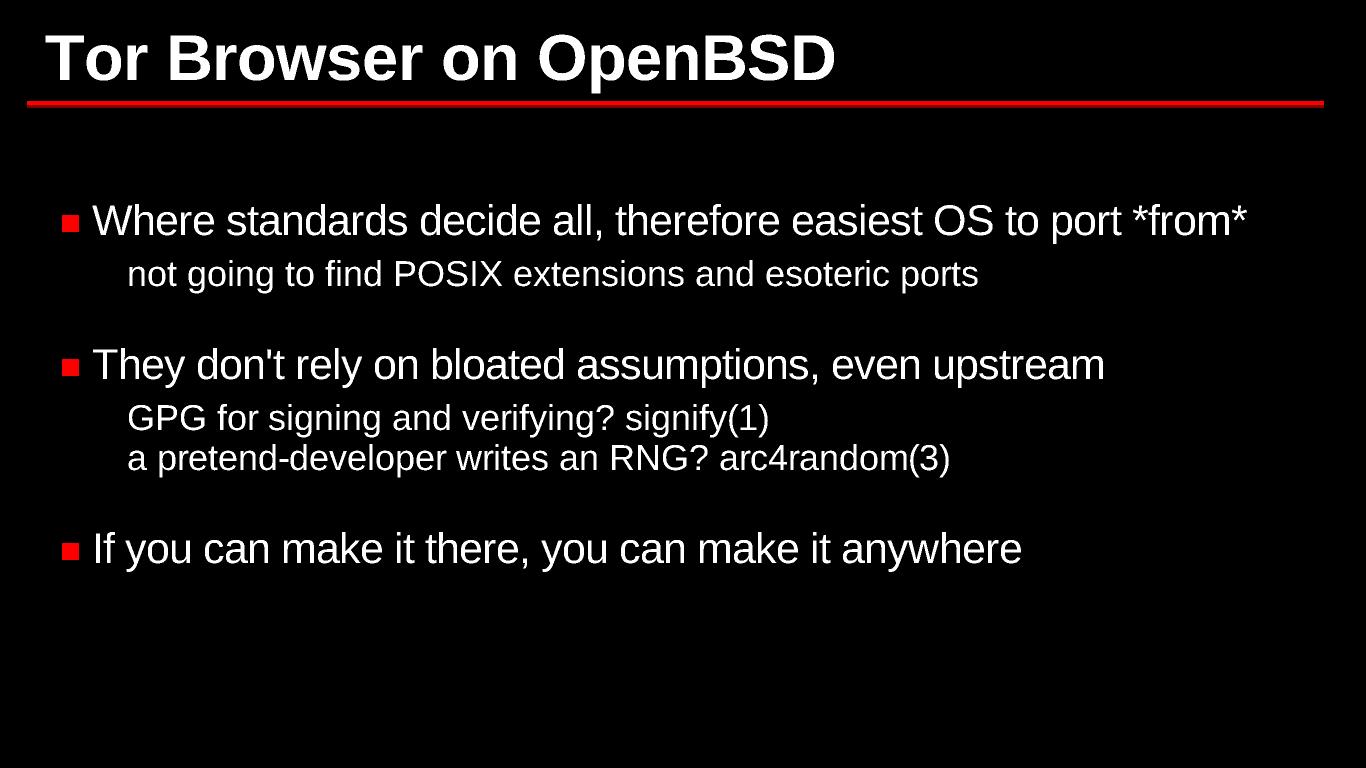 Tor Browser on OpenBSD
Where standards decide all, therefore easiest OS to port *from*
not going to find POSIX extensions and esoteric ports
They don't rely on bloated assumptions, even upstream
GPG for signing and verifying? signify(1)
a pretend-developer writes an RNG? arc4random(3)
If you can make it there, you can make it anywhere